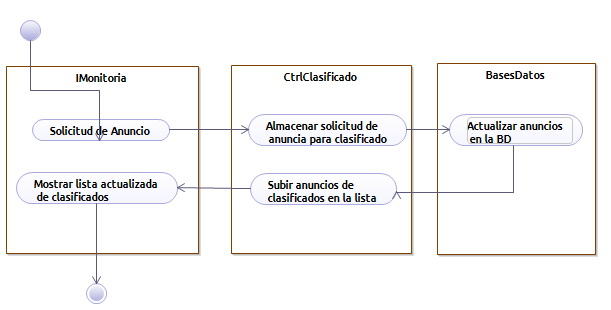 IMonitoria
CtrlClasificado
BasesDatos
Solicitud de Anuncio
Almacenar solicitud de
anuncia para clasificado
Actualizar anuncios
en la BD
Mostrar lista actualizada
de clasificados
Subir anuncios de
clasificados en la lista